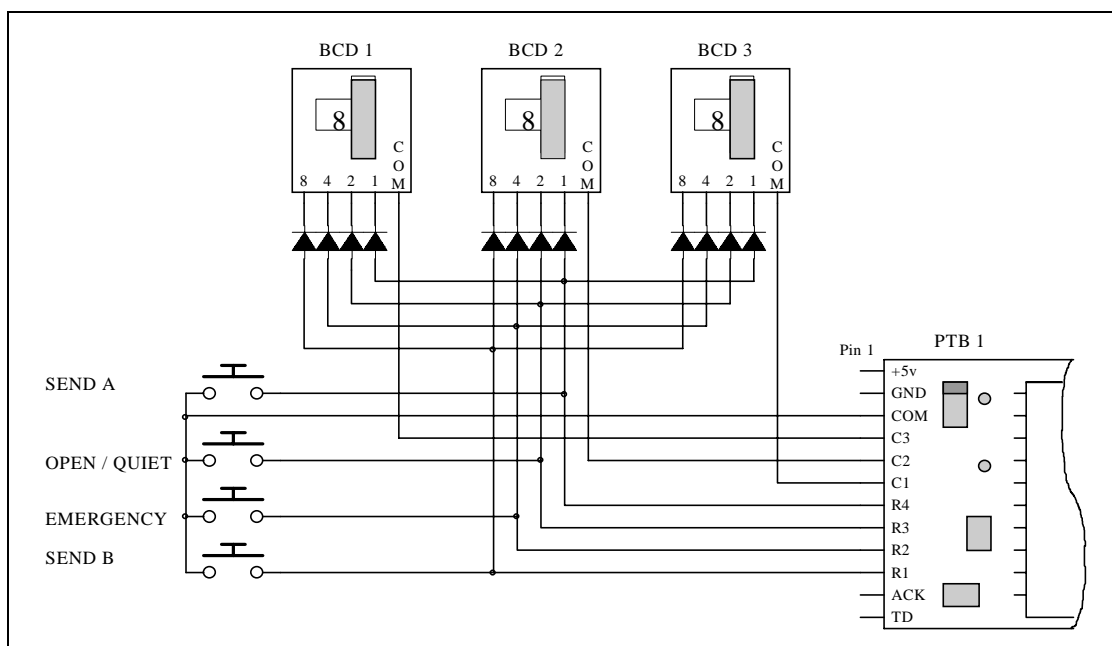 BCD 1 BCD 2 BCD 3
8 8 8
C O M C O M C O M
8 4 2 1 8 4 2 1 8 4 2 1
Pin 1 PTB 1
+5v
SEND A
GND
COM
C3
OPEN / QUIET
C2
C1
R4
EMERGENCY
R3
R2
SEND B
R1
ACK
TD